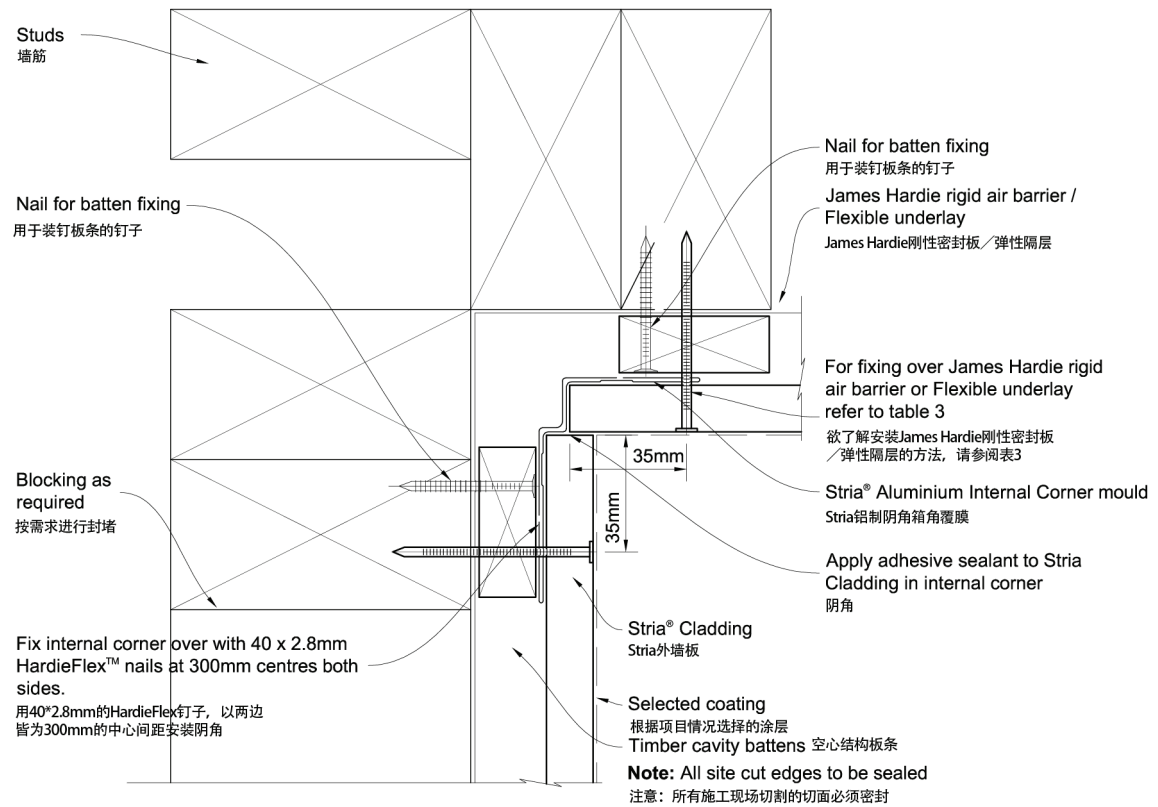 Studs
墙筋
Nail for batten fixing
用于装钉板条的钉子
Blocking as
required
按需求进行封堵
Fix internal corner over with 40 x 2.8mm
HardieFlex™ nails at 300mm centres both
sides.
用40*2.8mm的HardieFlex钉子，以两边
皆为300mm的中心间距安装阴角
Nail for batten fixing
用于装钉板条的钉子
James Hardie rigid air barrier /
Flexible underlay
James Hardie刚性密封板／弹性隔层
For fixing over James Hardie rigid
air barrier or Flexible underlay
refer to table 3
欲了解安装James Hardie刚性密封板
／弹性隔层的方法，请参阅表3
35mm
35mm
Stria® Aluminium Internal Corner mould
Stria铝制阴角箱角覆膜
Apply adhesive sealant to Stria
Cladding in internal corner
阴角
Stria® Cladding
Stria外墙板
Selected coating
根据项目情况选择的涂层
Timber cavity battens 空心结构板条
Note: All site cut edges to be sealed
注意：所有施工现场切割的切面必须密封